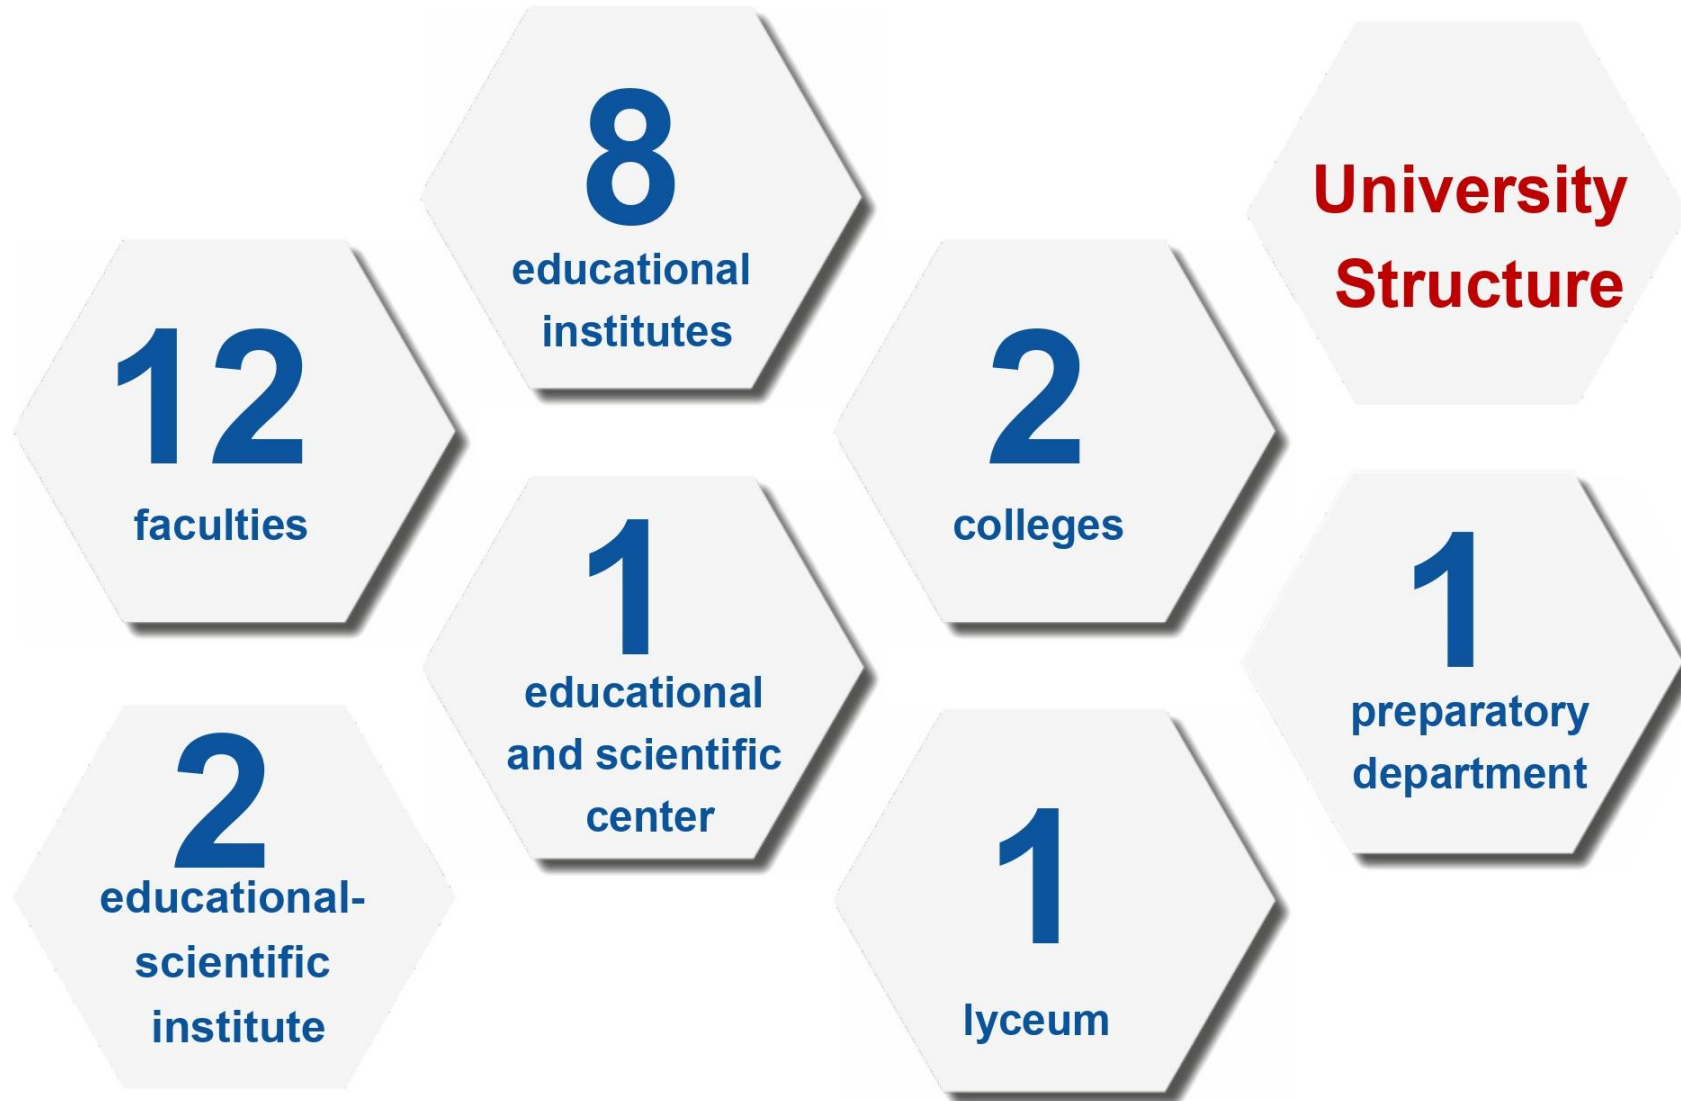 University
Structure
12
faculties
8
educational
institutes
2
colleges
1
preparatory
department
2
educational-
scientific
institute
1
educational
and scientific
center
1
lyceum